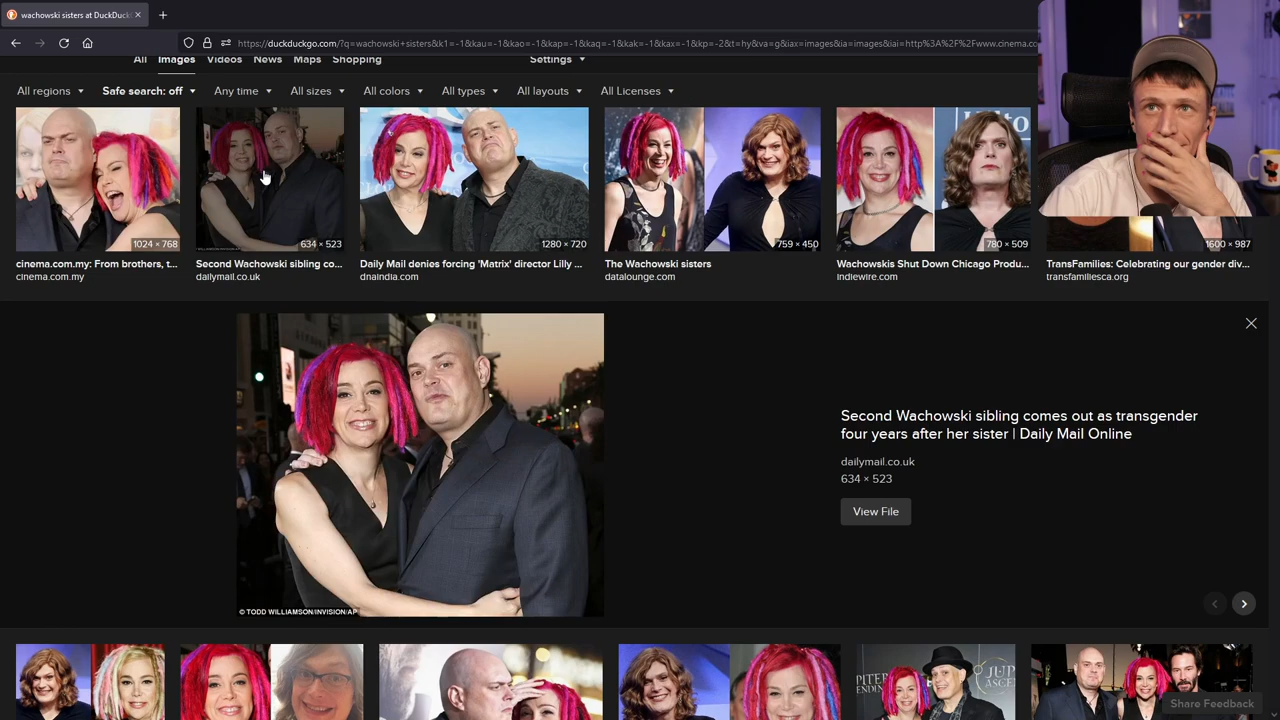 wachowski sisters at DuckDuck
https://duckduckgo.com/?q=wachowski+sisters&k1=-1&kau=-1&kao=-1&kap=-1&kaq=-1&kak=-1&kax=-1&kp=-2&t=hy&va=g&iax=images&ia=images&iai=http%3A%2F%2Fwww.cinema.co
All Images Videos News Maps Shopping Settings
All regions Safe search: off Any time All sizes All colors All types All layouts All Licenses
1024 × 768 634 × 523 1280 × 720 759 × 450 780 × 509 1600 × 987
cinema.com.my: From brothers, t... Second Wachowski sibling co... Daily Mail denies forcing 'Matrix' director Lilly ... The Wachowski sisters Wachowskis Shut Down Chicago Produ... TransFamilies: Celebrating our gender div...
cinema.com.my dailymail.co.uk dnaindia.com datalounge.com indiewire.com transfamiliesca.org
Second Wachowski sibling comes out as transgender
four years after her sister | Daily Mail Online
dailymail.co.uk
634 × 523
View File
© TODD WILLIAMSON/INVISION/AP
Share Feedback